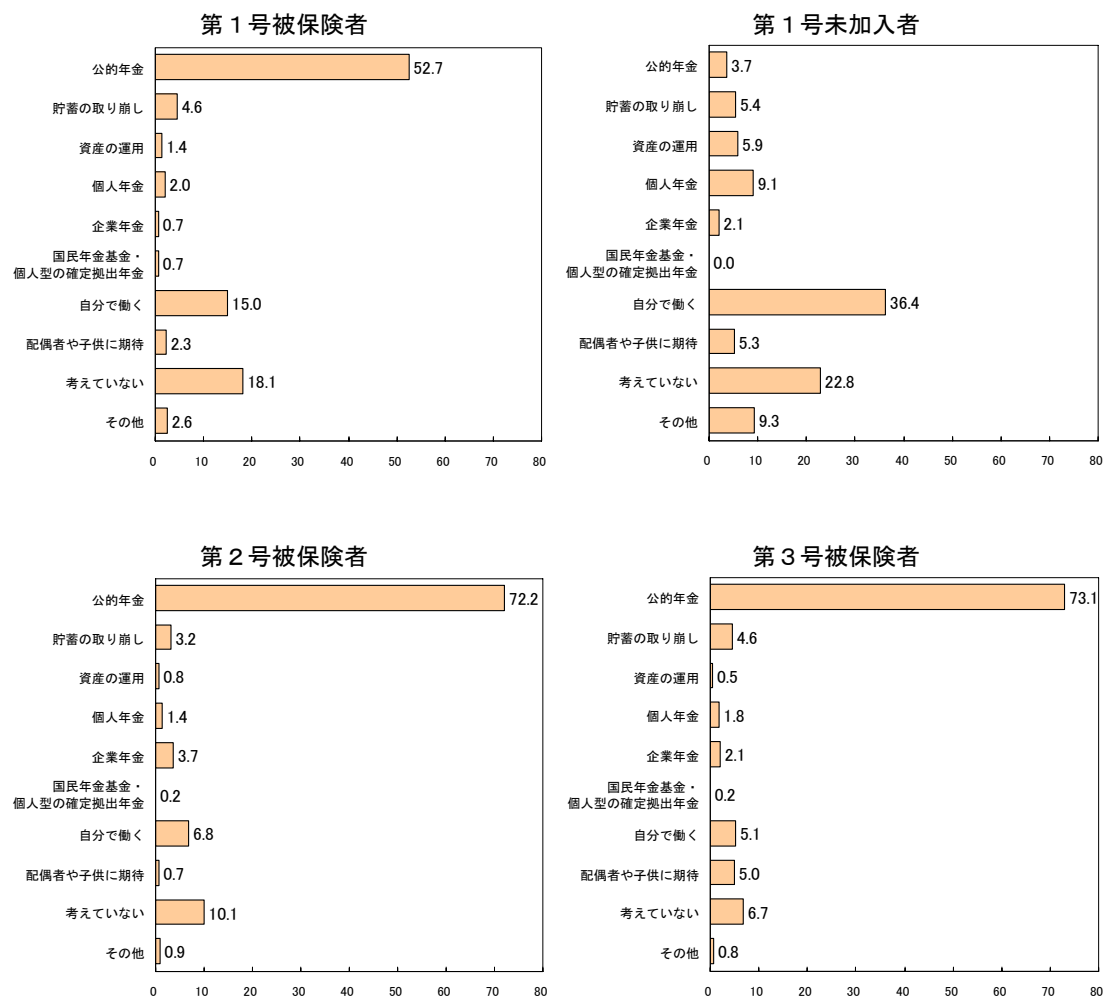 第１号被保険者
公的年金 52.7
貯蓄の取り崩し 4.6
資産の運用 1.4
個人年金 2.0
企業年金 0.7
国民年金基金・
個人型の確定拠出年金 0.7
自分で働く 15.0
配偶者や子供に期待 2.3
考えていない 18.1
その他 2.6
0 10 20 30 40 50 60 70 80
第１号未加入者
公的年金 3.7
貯蓄の取り崩し 5.4
資産の運用 5.9
個人年金 9.1
企業年金 2.1
国民年金基金・
個人型の確定拠出年金 0.0
自分で働く 36.4
配偶者や子供に期待 5.3
考えていない 22.8
その他 9.3
0 10 20 30 40 50 60 70 80
第２号被保険者
公的年金 72.2
貯蓄の取り崩し 3.2
資産の運用 0.8
個人年金 1.4
企業年金 3.7
国民年金基金・
個人型の確定拠出年金 0.2
自分で働く 6.8
配偶者や子供に期待 0.7
考えていない 10.1
その他 0.9
0 10 20 30 40 50 60 70 80
第３号被保険者
公的年金 73.1
貯蓄の取り崩し 4.6
資産の運用 0.5
個人年金 1.8
企業年金 2.1
国民年金基金・
個人型の確定拠出年金 0.2
自分で働く 5.1
配偶者や子供に期待 5.0
考えていない 6.7
その他 0.8
0 10 20 30 40 50 60 70 80